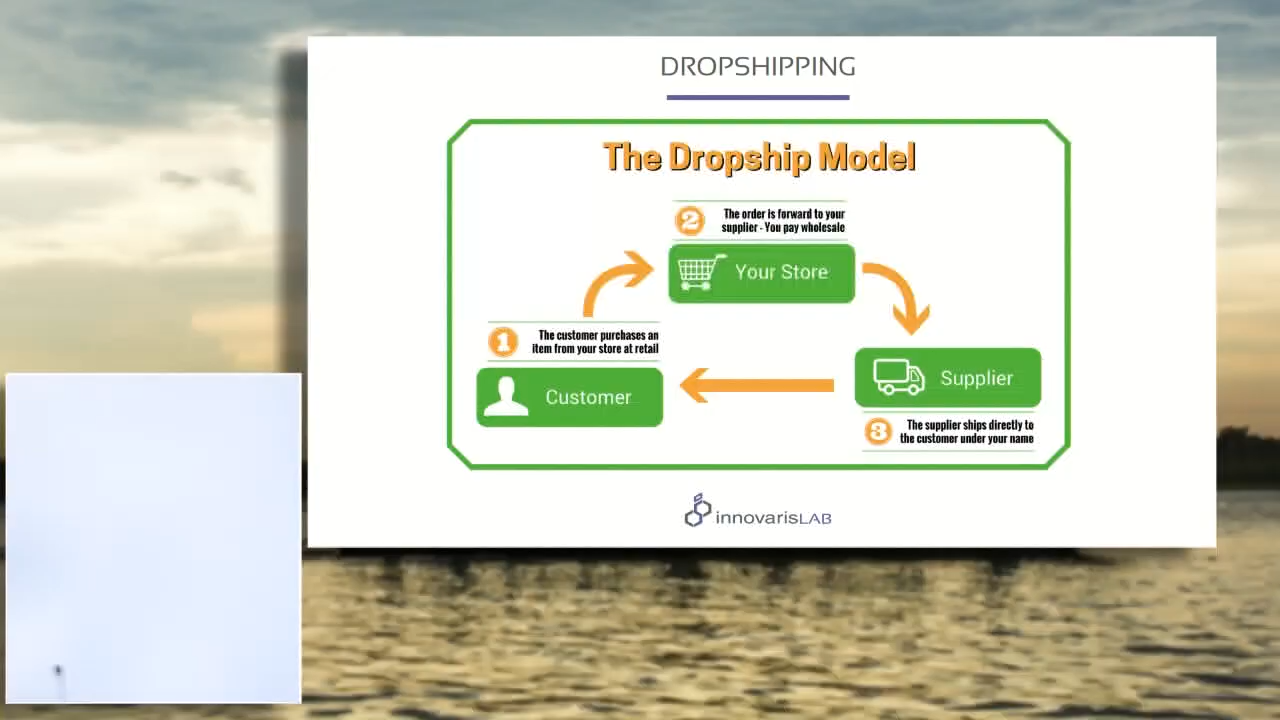 DROPSHIPPING
The Dropship Model
2
The order is forward to your
supplier - You pay wholesale
Your Store
1
The customer purchases an
item from your store at retail
Customer
Supplier
3
The supplier ships directly to
the customer under your name
innovarisLAB